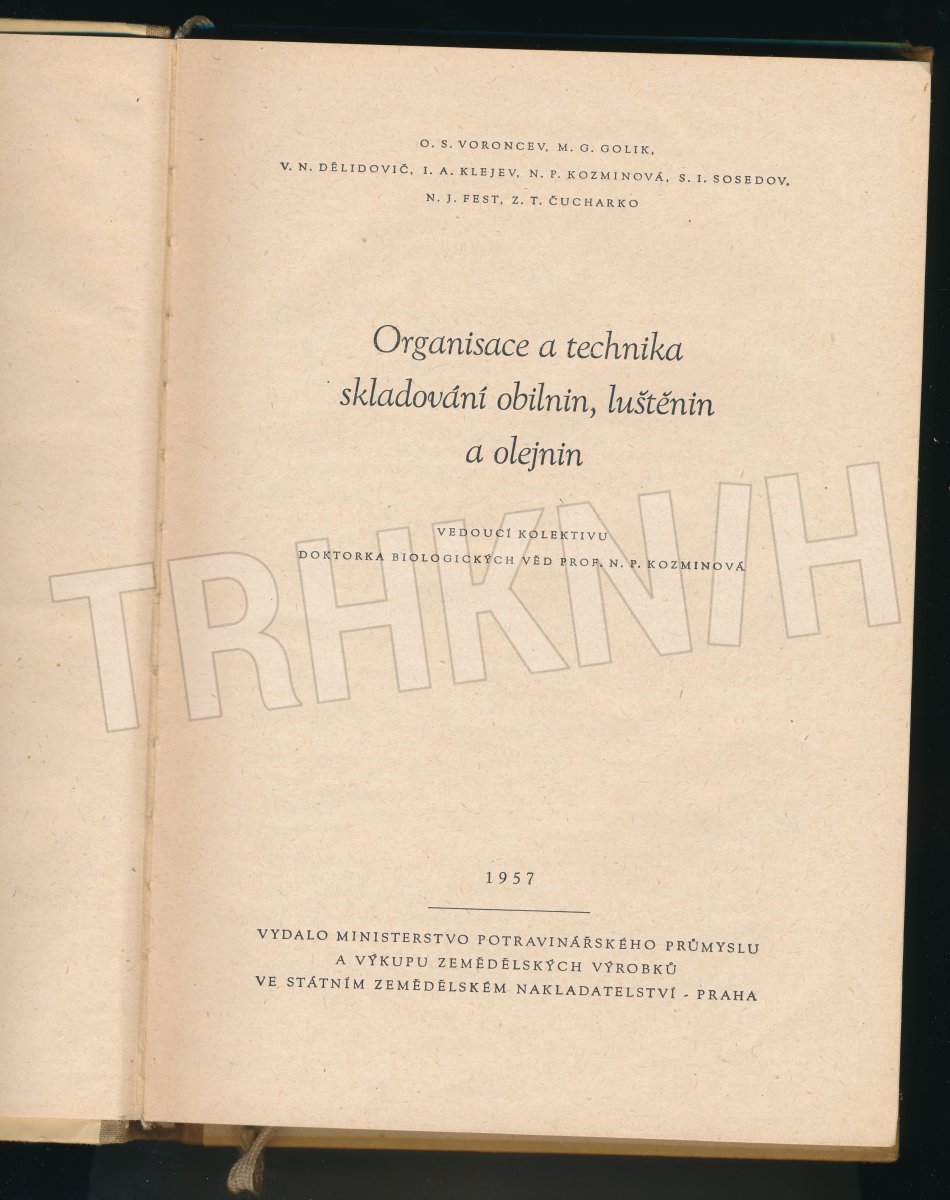 O. S. VORONCEV, M. G. GOLIK,
V. N. DĚLIDOVIČ, I. A. KLEJEV, N. P. KOZMINOVÁ, S. I. SOSEDOV,
N. J. FEST, Z. T. ČUCHARKO
Organisace a technika
skladování obilnin, luštěnin
a olejnin
VEDOUCÍ KOLEKTIVU
DOKTORKA BIOLOGICKÝCH VĚD PROF. N. P. KOZMINOVÁ
TRHKNIH
1957
VYDALO MINISTERSTVO POTRAVINÁŘSKÉHO PRŮMYSLU
A VÝKUPU ZEMĚDĚLSKÝCH VÝROBKŮ
VE STÁTNÍM ZEMĚDĚLSKÉM NAKLADATELSTVÍ - PRAHA